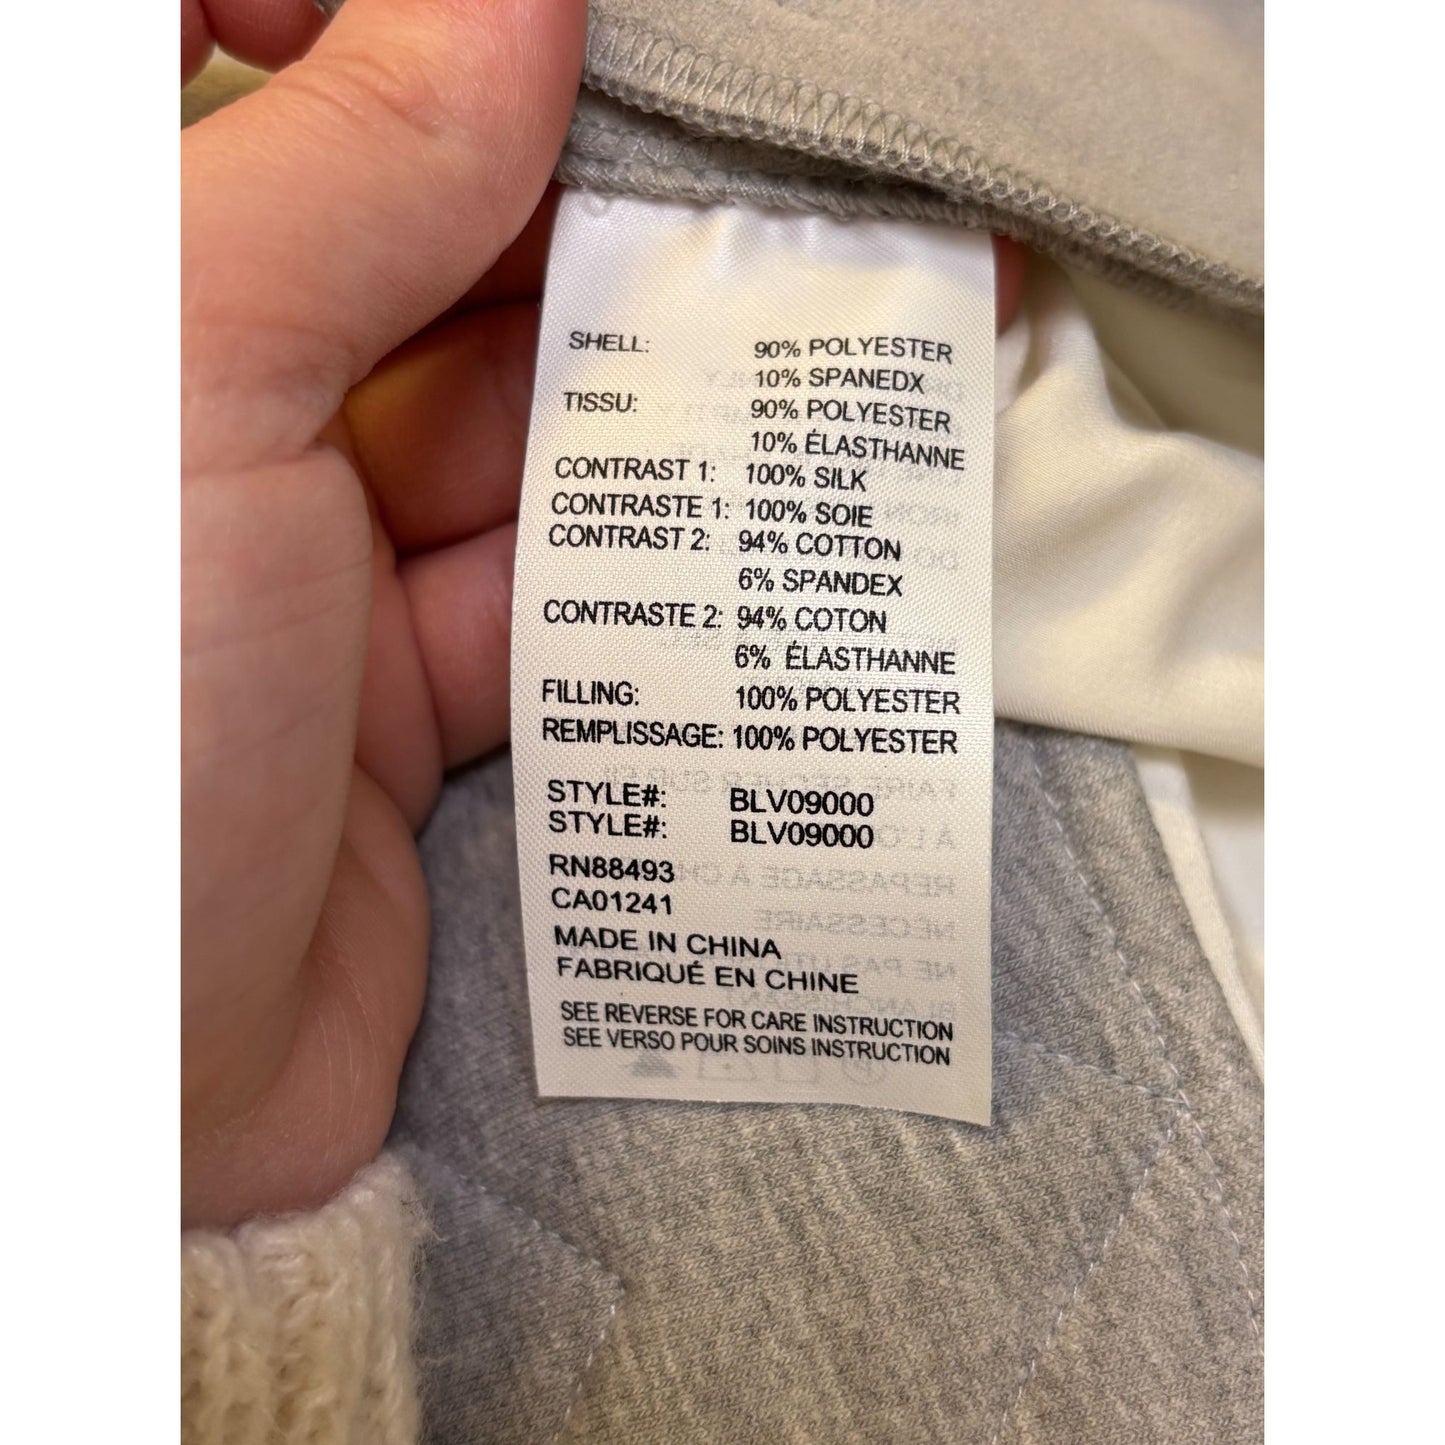 SHELL: 90% POLYESTER
10% SPANEDX
TISSU: 90% POLYESTER
10% ÉLASTHANNE
CONTRAST 1: 100% SILK
CONTRASTE 1: 100% SOIE
CONTRAST 2: 94% COTTON
6% SPANDEX
CONTRASTE 2: 94% COTON
6% ÉLASTHANNE
FILLING: 100% POLYESTER
REMPLISSAGE: 100% POLYESTER
STYLE#: BLV09000
STYLE#: BLV09000
RN88493
CA01241
MADE IN CHINA
FABRIQUÉ EN CHINE
SEE REVERSE FOR CARE INSTRUCTION
SEE VERSO POUR SOINS INSTRUCTION